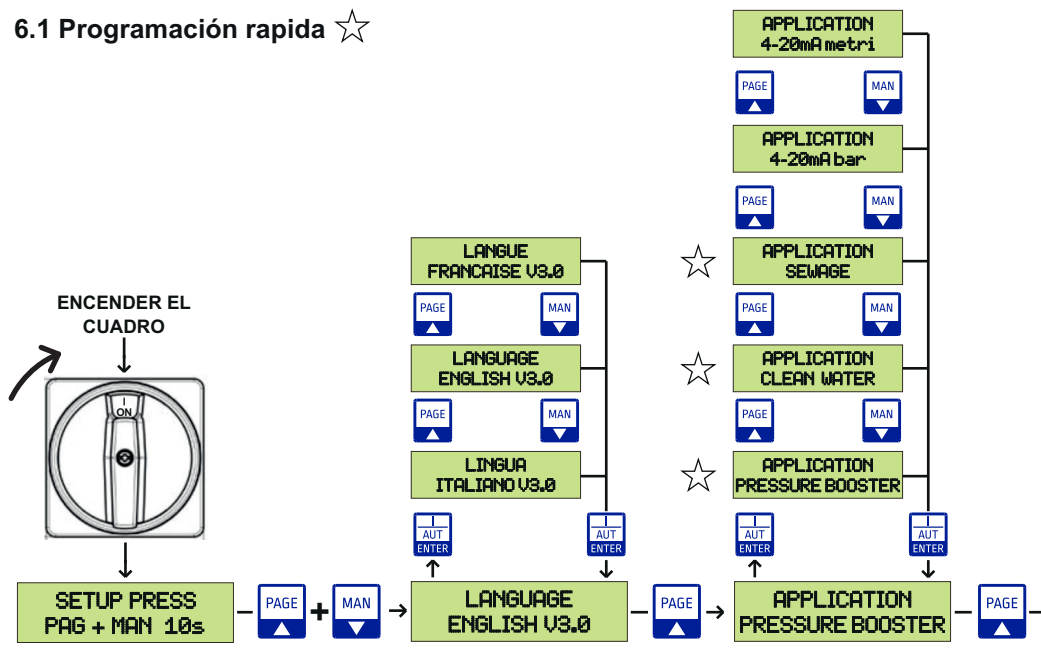 6.1 Programación rapida
APPLICATION
4-20mA metri
PAGE
MAN
APPLICATION
4-20mA bar
PAGE
MAN
LANGUE
FRANCAISE V3.0
APPLICATION
SEWAGE
ENCENDER EL
CUADRO
PAGE
MAN
PAGE
MAN
LANGUAGE
ENGLISH V3.0
APPLICATION
CLEAN WATER
I
ON
PAGE
MAN
PAGE
MAN
LINGUA
ITALIANO V3.0
APPLICATION
PRESSURE BOOSTER
I
AUT
ENTER
I
AUT
ENTER
I
AUT
ENTER
I
AUT
ENTER
SETUP PRESS
PAG + MAN 10s
PAGE
+
MAN
LANGUAGE
ENGLISH V3.0
PAGE
APPLICATION
PRESSURE BOOSTER
PAGE